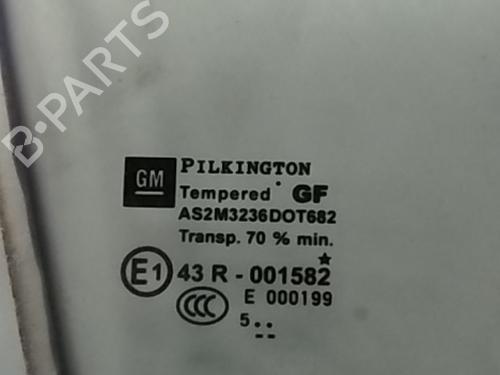 GM PILKINGTON
Tempered GF
AS2M3236DOT682
Transp. 70 % min.
E1 43 R - 001582
CCC E 000199
5..
--
B-PARTS